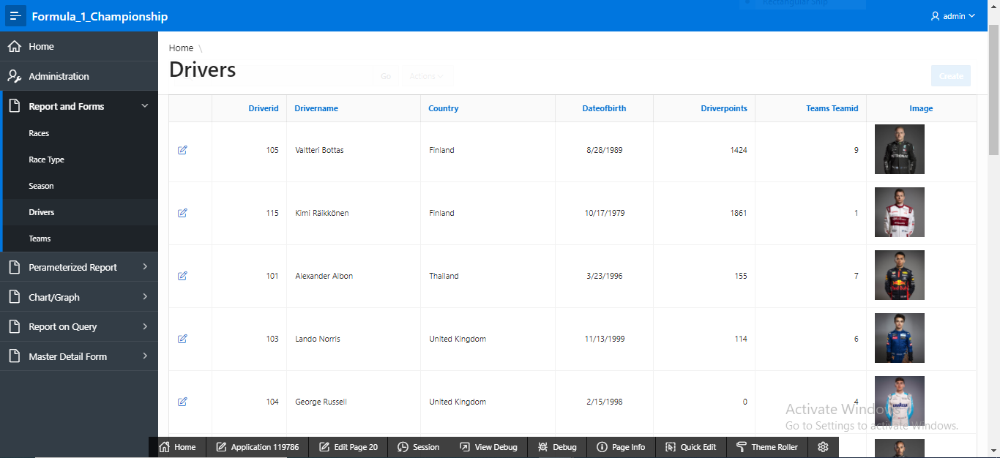 Rectangular Ship
Formula_1_Championship
admin
Home
Administration
Report and Forms
Races
Race Type
Season
Drivers
Teams
Perameterized Report
Chart/Graph
Report on Query
Master Detail Form
Home \
Drivers
Go Actions Create
Driverid Drivername Country Dateofbirth Driverpoints Teams Teamid Image
105 Valtteri Bottas Finland 8/28/1989 1424 9
115 Kimi Räikkönen Finland 10/17/1979 1861 1
101 Alexander Albon Thailand 3/23/1996 155 7
103 Lando Norris United Kingdom 11/13/1999 114 6
104 George Russell United Kingdom 2/15/1998 0 4
Activate Windows
Go to Settings to activate Windows.
Home Application 119786 Edit Page 20 Session View Debug Debug Page Info Quick Edit Theme Roller